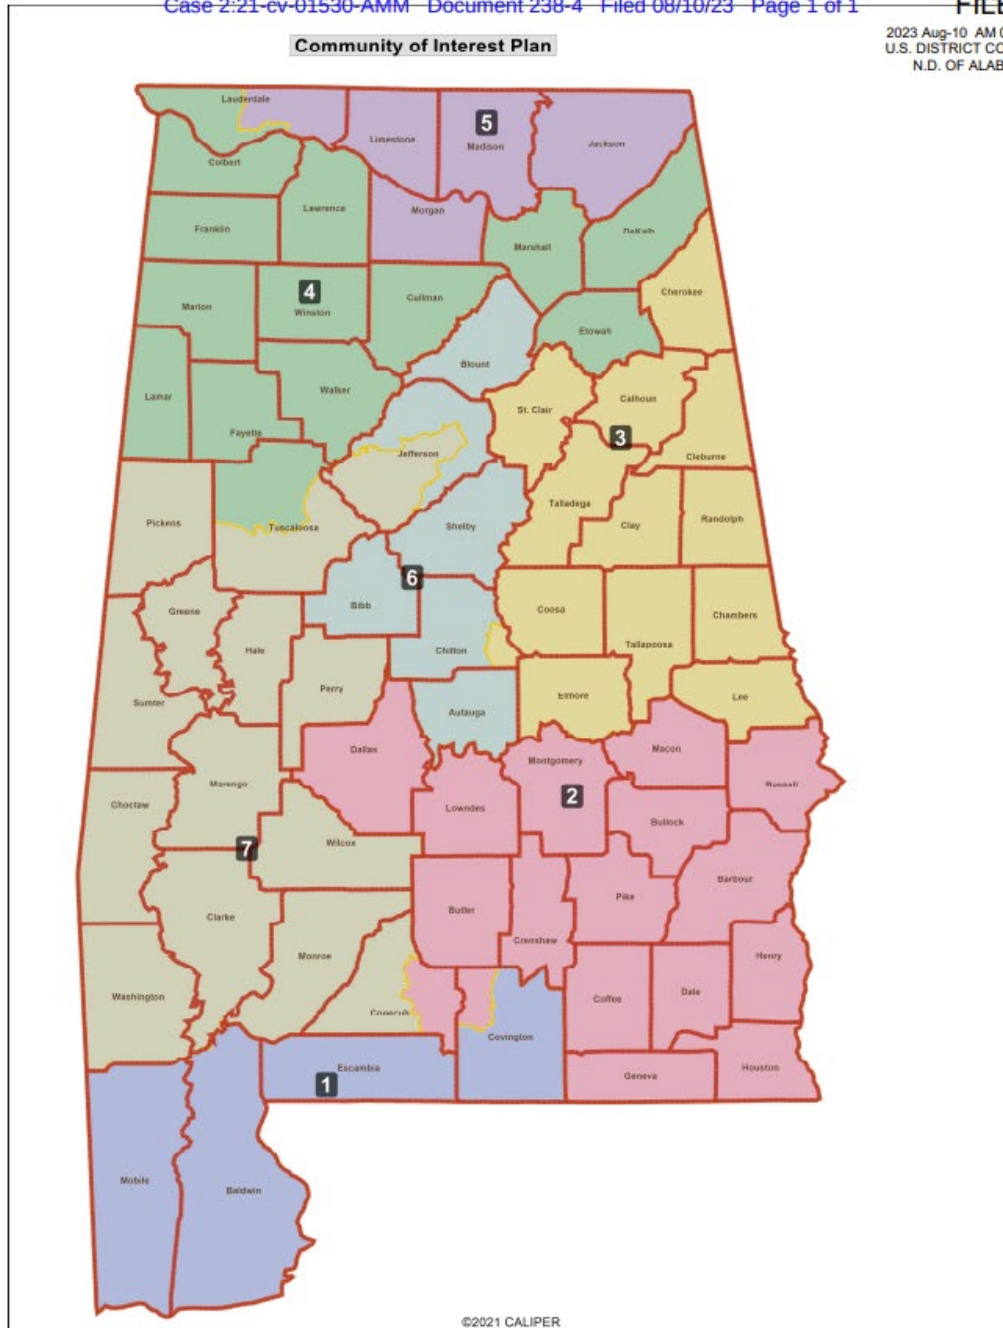 Case 2:21-cv-01530-AMM Document 238-4 Filed 08/10/23 Page 1 of 1
2023 Aug-10 AM
U.S. DISTRICT
N.D. OF
Community of Interest Plan
Lauderdale
Limestone
5
Madison
Jackson
Colbert
Lawrence
Morgan
Franklin
Marshall
DeKalb
4
Winston
Marion
Cullman
Cherokee
Etowah
Blount
Lamar
Walker
Fayette
St. Clair
Calhoun
3
Jefferson
Cleburne
Pickens
Tuscaloosa
Shelby
Talladega
Clay
Randolph
6
Greene
Bibb
Coosa
Chambers
Hale
Chilton
Tallapoosa
Sumter
Perry
Elmore
Lee
Autauga
Dallas
Montgomery
Macon
Marengo
Russell
Choctaw
2
Lowndes
Bullock
7
Wilcox
Barbour
Clarke
Butler
Pike
Crenshaw
Monroe
Henry
Washington
Coffee
Dale
Covington
Escambia
1
Geneva
Houston
Mobile
Baldwin
©2021 CALIPER